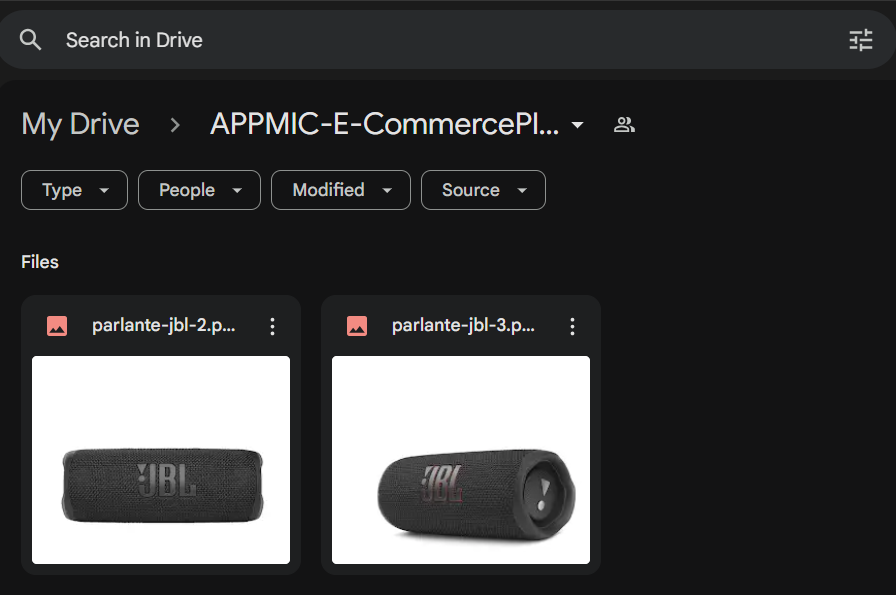 Search in Drive
My Drive > APPMIC-E-CommercePl...
Type People Modified Source
Files
parlante-jbl-2.p... parlante-jbl-3.p...
JBL JBL